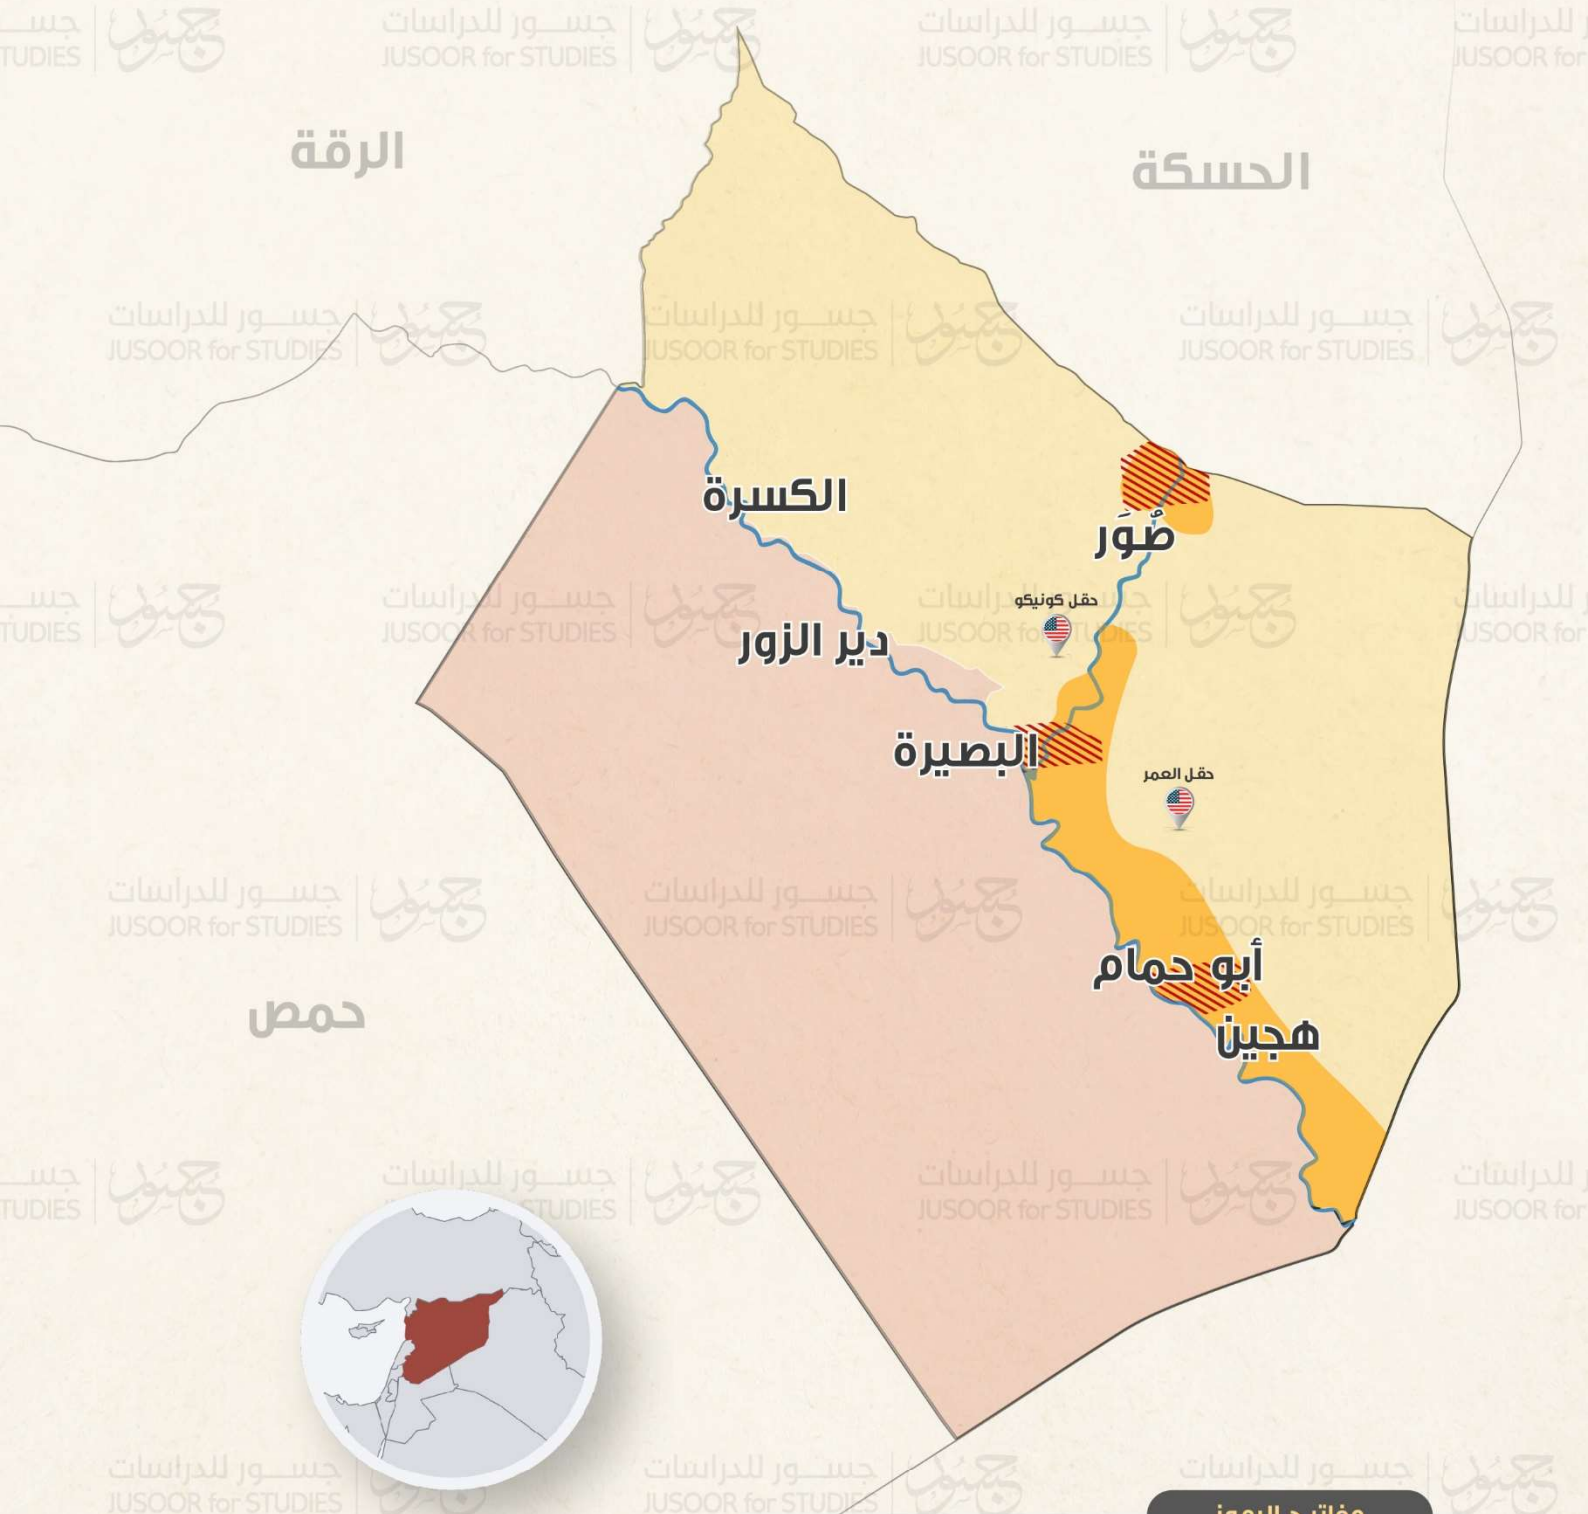 جسور للدراسات
JUSOOR for STUDIES
الرقة
الحسكة
الكسرة
صُوَر
حقل كونيكو
دير الزور
البصيرة
حقل العمر
أبو حمام
هجين
حمص